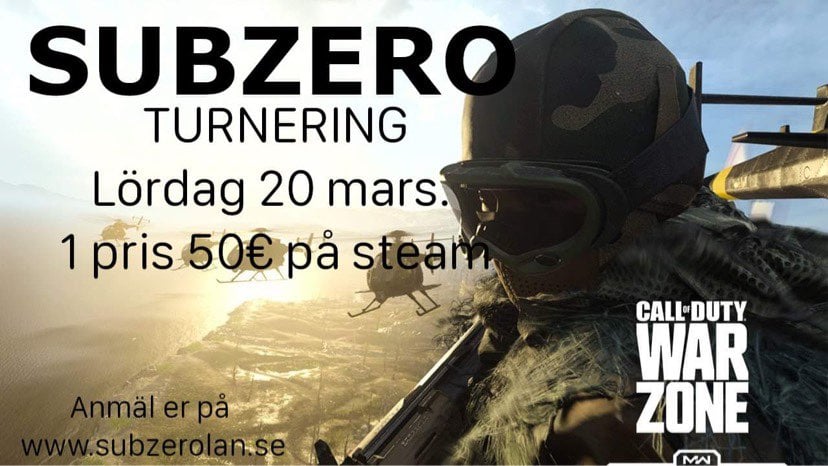 SUBZERO
TURNERING
Lördag 20 mars.
1 pris 50€ på steam
CALL OF DUTY
WAR
ZONE
Anmäl er på
www.subzerolan.se
MW